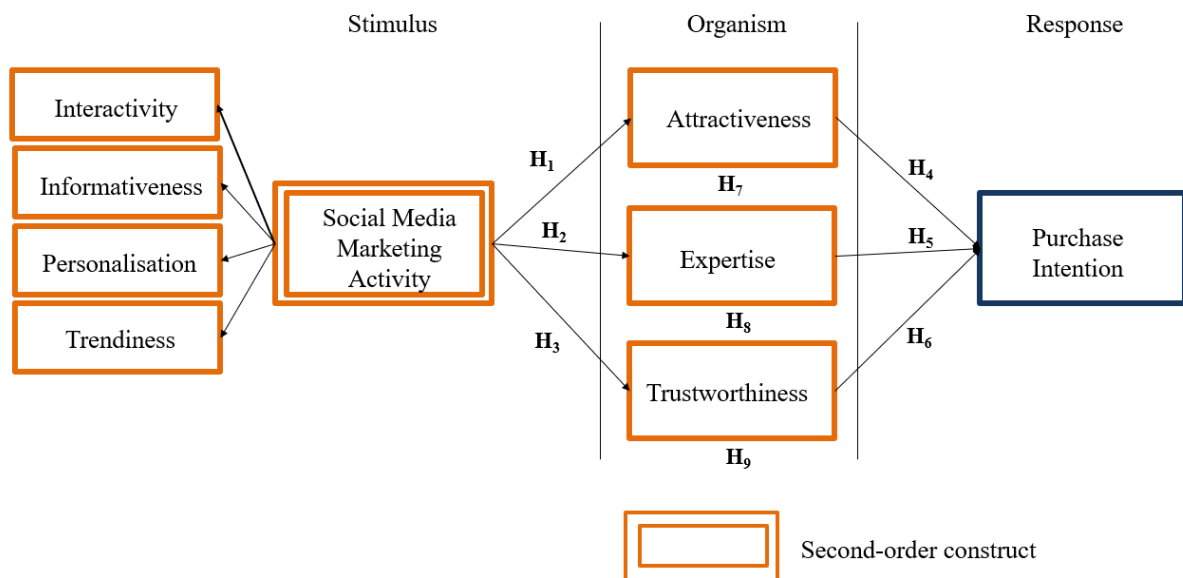 Stimulus
Organism
Response
Interactivity
Informativeness
Personalisation
Trendiness
Social Media
Marketing
Activity
H₁
H₂
H₃
Attractiveness
H₇
Expertise
H₈
Trustworthiness
H₉
H₄
H₅
H₆
Purchase
Intention
Second-order construct